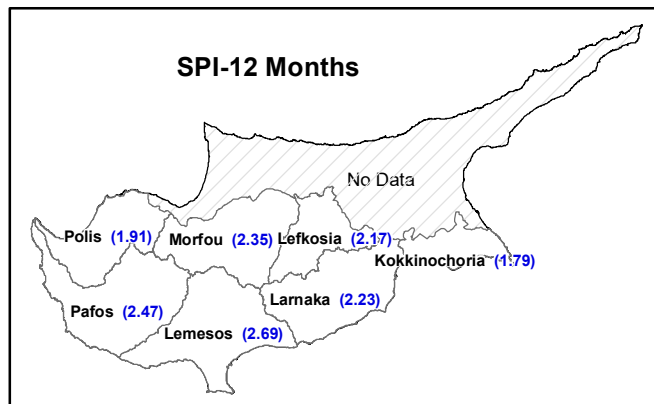 SPI-12 Months
No Data
Polis (1.91)
Morfou (2.35)
Lefkosia (2.17)
Kokkinochoria (1.79)
Pafos (2.47)
Larnaka (2.23)
Lemesos (2.69)